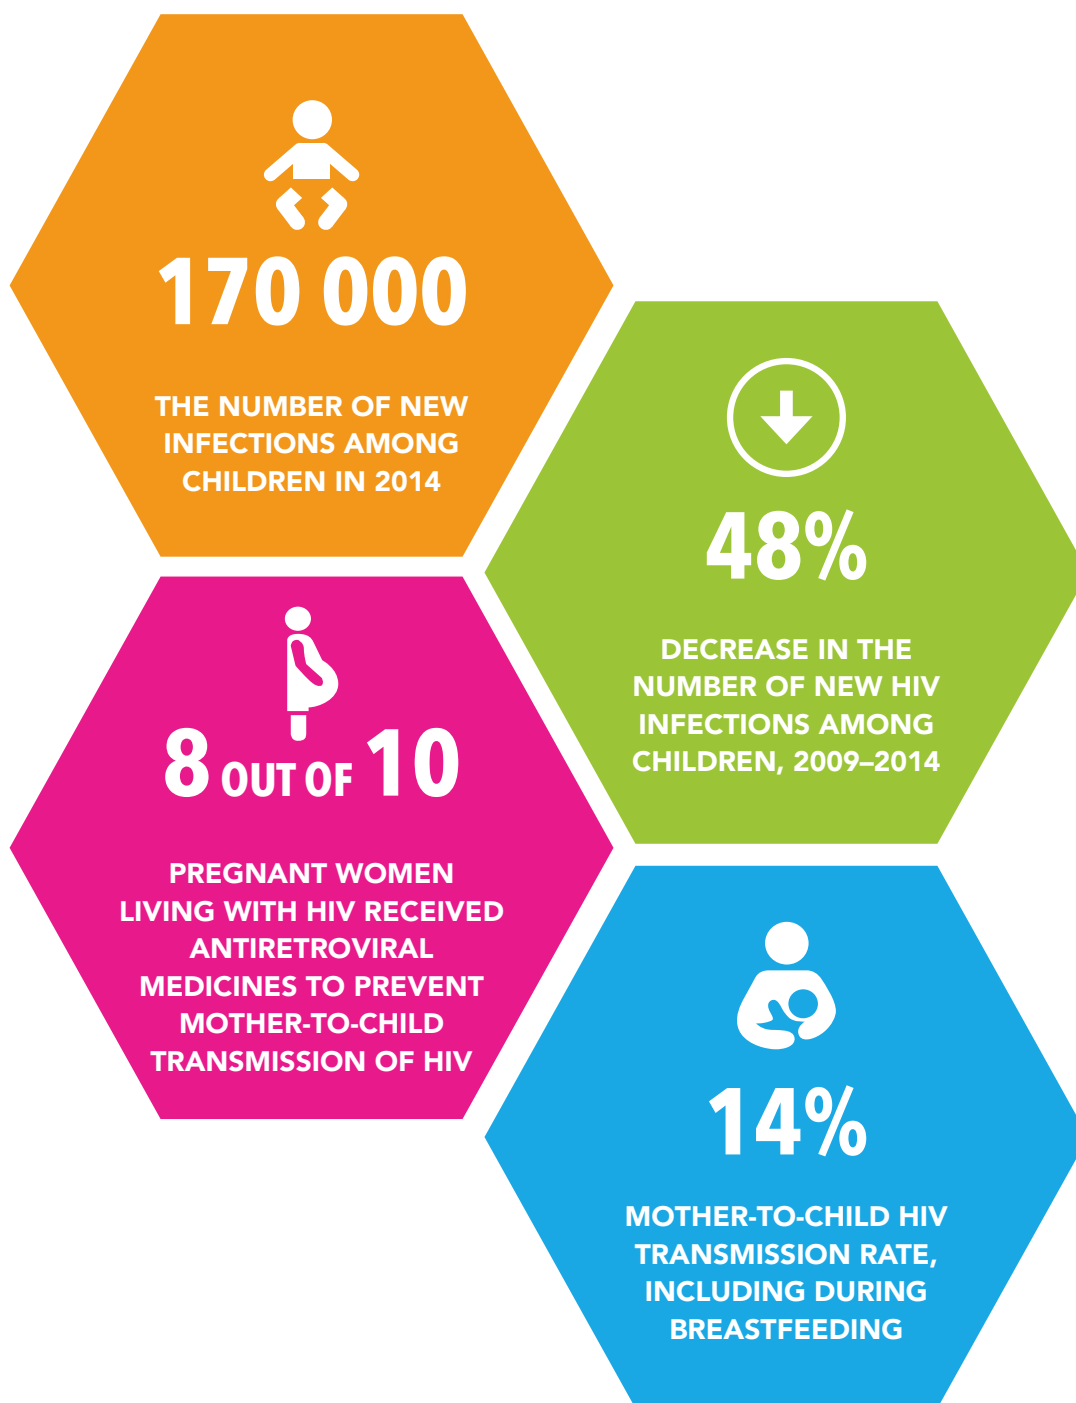 170 000
THE NUMBER OF NEW
INFECTIONS AMONG
CHILDREN IN 2014
48%
DECREASE IN THE
NUMBER OF NEW HIV
INFECTIONS AMONG
CHILDREN, 2009–2014
8 OUT OF 10
PREGNANT WOMEN
LIVING WITH HIV RECEIVED
ANTIRETROVIRAL
MEDICINES TO PREVENT
MOTHER-TO-CHILD
TRANSMISSION OF HIV
14%
MOTHER-TO-CHILD HIV
TRANSMISSION RATE,
INCLUDING DURING
BREASTFEEDING